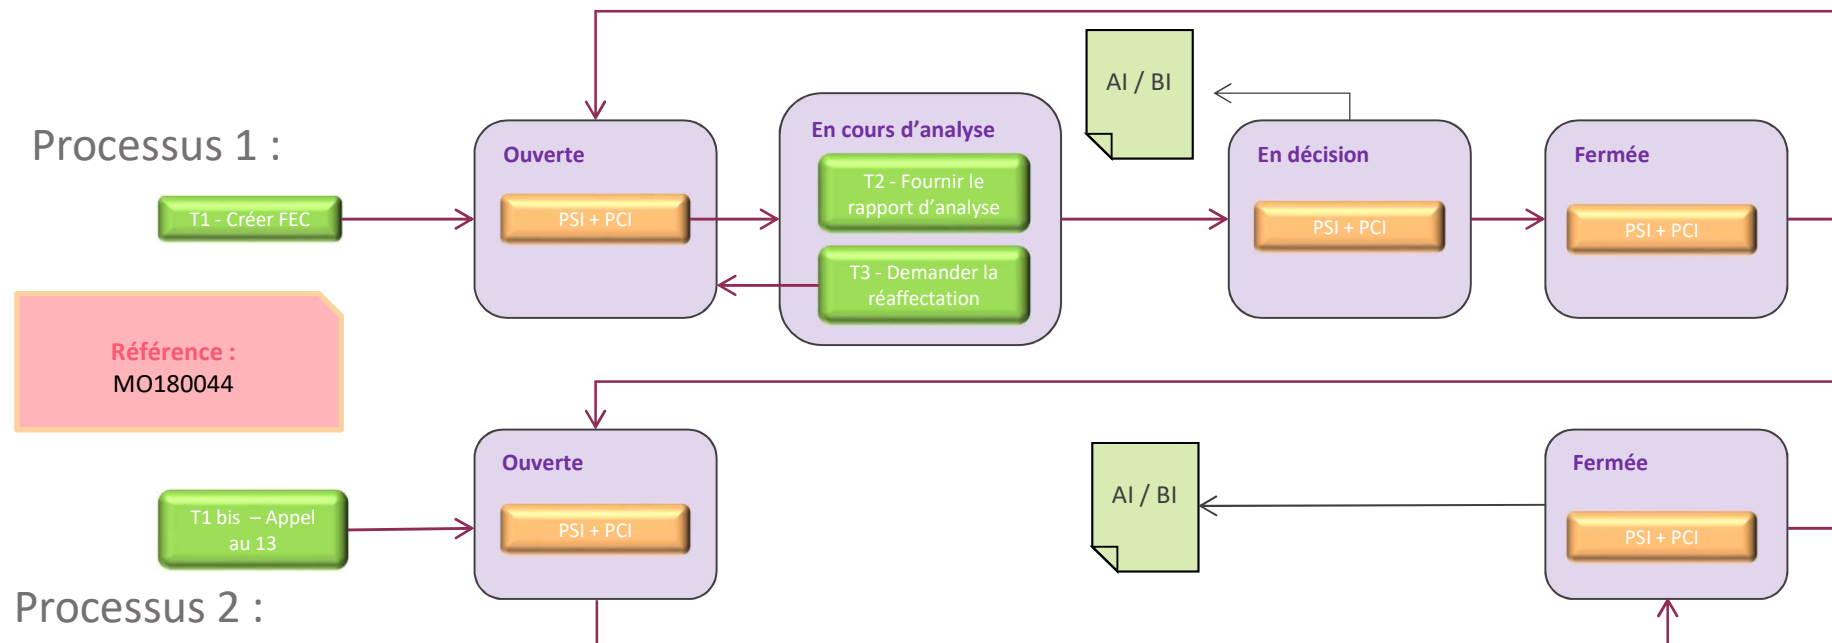 Processus 1 :
T1 - Créer FEC
Ouverte
PSI + PCI
En cours d'analyse
T2 - Fournir le
rapport d'analyse
T3 - Demander la
réaffectation
AI / BI
En décision
PSI + PCI
Fermée
PSI + PCI
Référence :
MO180044
T1 bis – Appel
au 13
Ouverte
PSI + PCI
AI / BI
Fermée
PSI + PCI
Processus 2 :